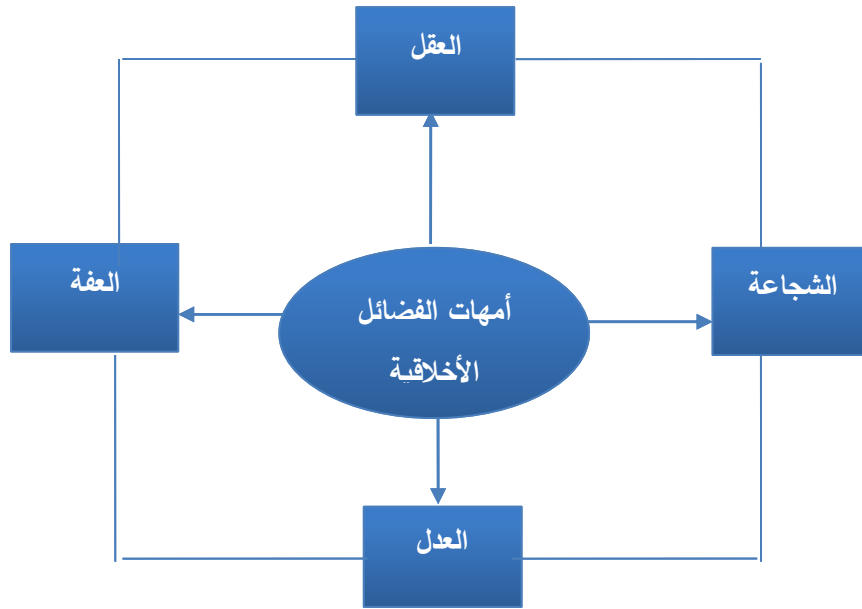 العقل
الشجاعة
العفة
أمهات الفضائل
الأخلاقية
العدل